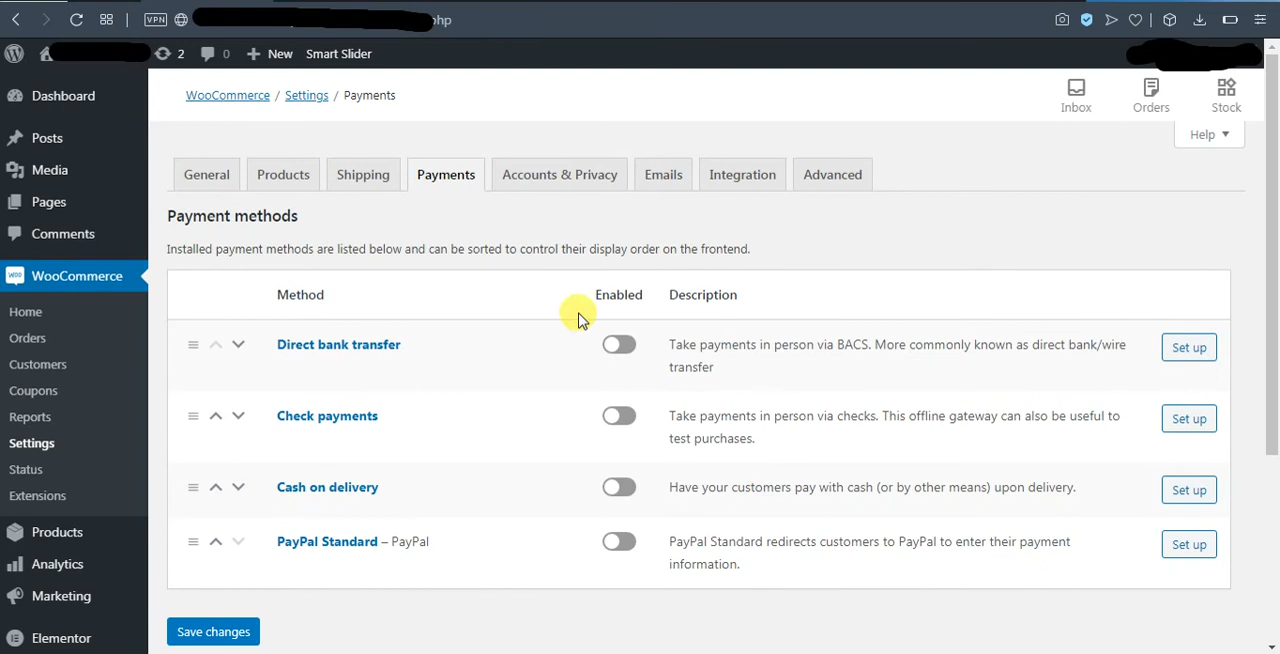 VPN php
2 0 New Smart Slider
Dashboard
Posts
Media
Pages
Comments
WooCommerce
Home
Orders
Customers
Coupons
Reports
Settings
Status
Extensions
Products
Analytics
Marketing
Elementor
WooCommerce / Settings / Payments
Inbox Orders Stock
Help
General Products Shipping Payments Accounts & Privacy Emails Integration Advanced
Payment methods
Installed payment methods are listed below and can be sorted to control their display order on the frontend.
Method Enabled Description
Direct bank transfer Take payments in person via BACS. More commonly known as direct bank/wire Set up
transfer
Check payments Take payments in person via checks. This offline gateway can also be useful to Set up
test purchases.
Cash on delivery Have your customers pay with cash (or by other means) upon delivery. Set up
PayPal Standard – PayPal PayPal Standard redirects customers to PayPal to enter their payment Set up
information.
Save changes